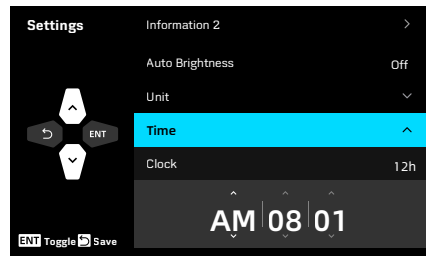 Settings
Information 2
Auto Brightness Off
Unit
Time
Clock 12h
ENT
AM 08 01
ENT Toggle Save